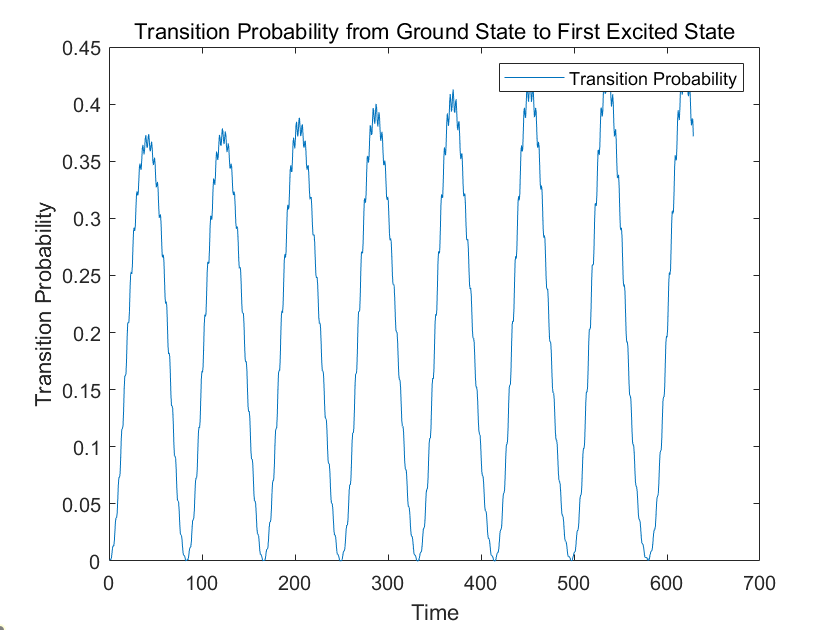 Transition Probability from Ground State to First Excited State
Transition Probability
0.45
0.4
0.35
0.3
0.25
0.2
0.15
0.1
0.05
0
Transition Probability
0 100 200 300 400 500 600 700
Time